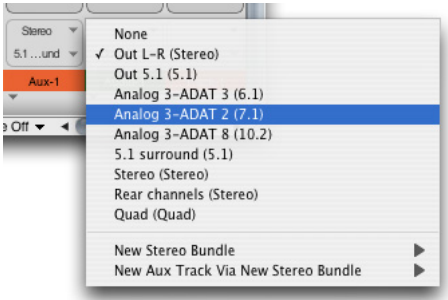 Stereo
5.1 ...und
Aux-1
e Off
None
✓ Out L-R (Stereo)
Out 5.1 (5.1)
Analog 3-ADAT 3 (6.1)
Analog 3-ADAT 2 (7.1)
Analog 3-ADAT 8 (10.2)
5.1 surround (5.1)
Stereo (Stereo)
Rear channels (Stereo)
Quad (Quad)
New Stereo Bundle
New Aux Track Via New Stereo Bundle